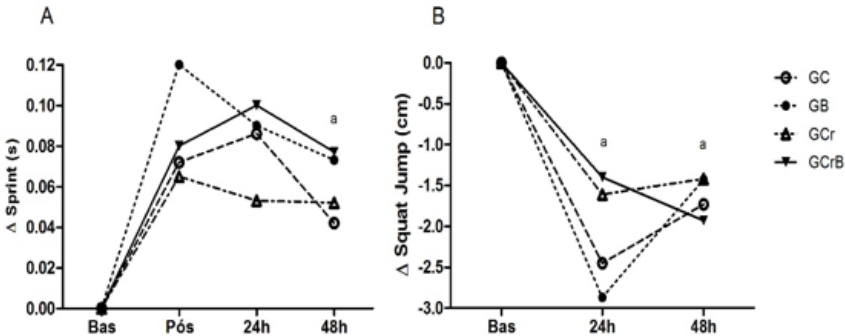 A
B
Δ Sprint (s)
0.12
0.10
0.08
0.06
0.04
0.02
0.00
a
Bas Pós 24h 48h
Δ Squat Jump (cm)
0.0
-0.5
-1.0
-1.5
-2.0
-2.5
-3.0
a a
Bas 24h 48h
GC
GB
GCr
GCrB